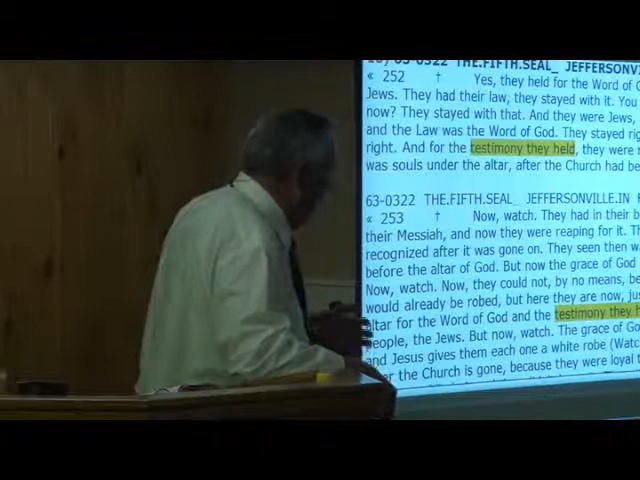 63-0322 THE.FIFTH.SEAL_ JEFFERSONVI
« 252 † Yes, they held for the Word of G
Jews. They had their law, they stayed with it. You
now? They stayed with that. And they were Jews,
and the Law was the Word of God. They stayed rig
right. And for the testimony they held, they were
was souls under the altar, after the Church had be
63-0322 THE.FIFTH.SEAL_ JEFFERSONVILLE.IN
« 253 † Now, watch. They had in their b
their Messiah, and now they were reaping for it. T
recognized after it was gone on. They seen then w
before the altar of God. But now the grace of God
Now, watch. Now, they could not, by no means, be
would already be robed, but here they are now, jus
altar for the Word of God and the testimony they h
people, the Jews. But now, watch. The grace of Go
and Jesus gives them each one a white robe (Watc
the Church is gone, because they were loyal t